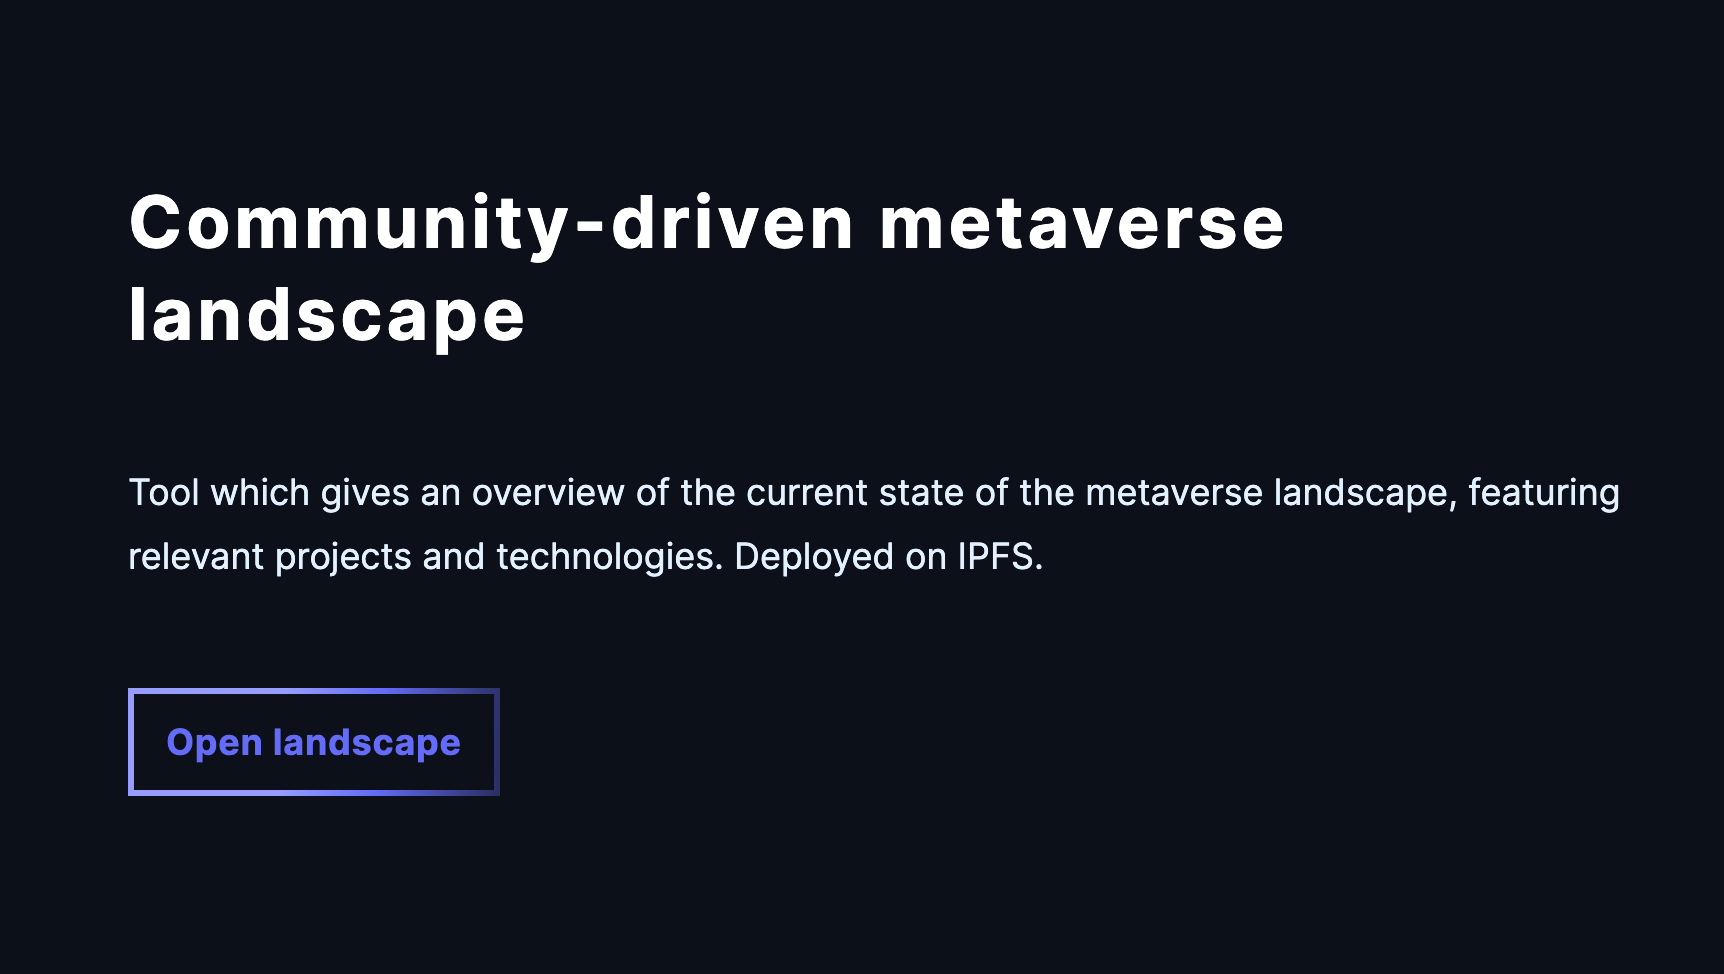 Community-driven metaverse
landscape
Tool which gives an overview of the current state of the metaverse landscape, featuring
relevant projects and technologies. Deployed on IPFS.
Open landscape